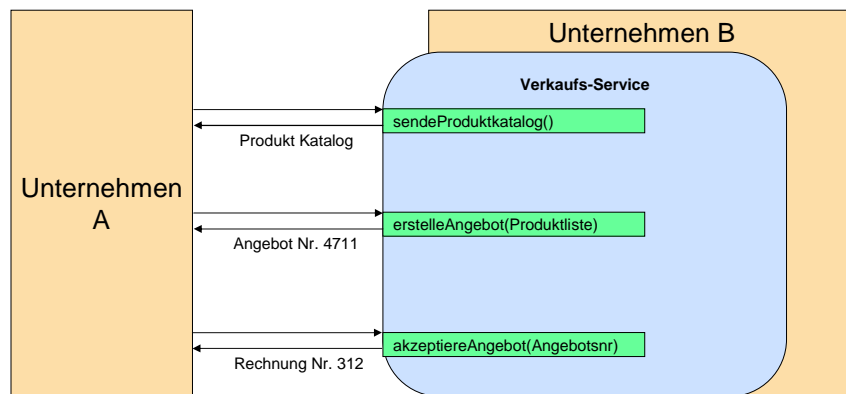 Unternehmen B
Verkaufs-Service
sendeProduktkatalog()
Produkt Katalog
Unternehmen
A
erstelleAngebot(Produktliste)
Angebot Nr. 4711
akzeptiereAngebot(Angebotsnr)
Rechnung Nr. 312